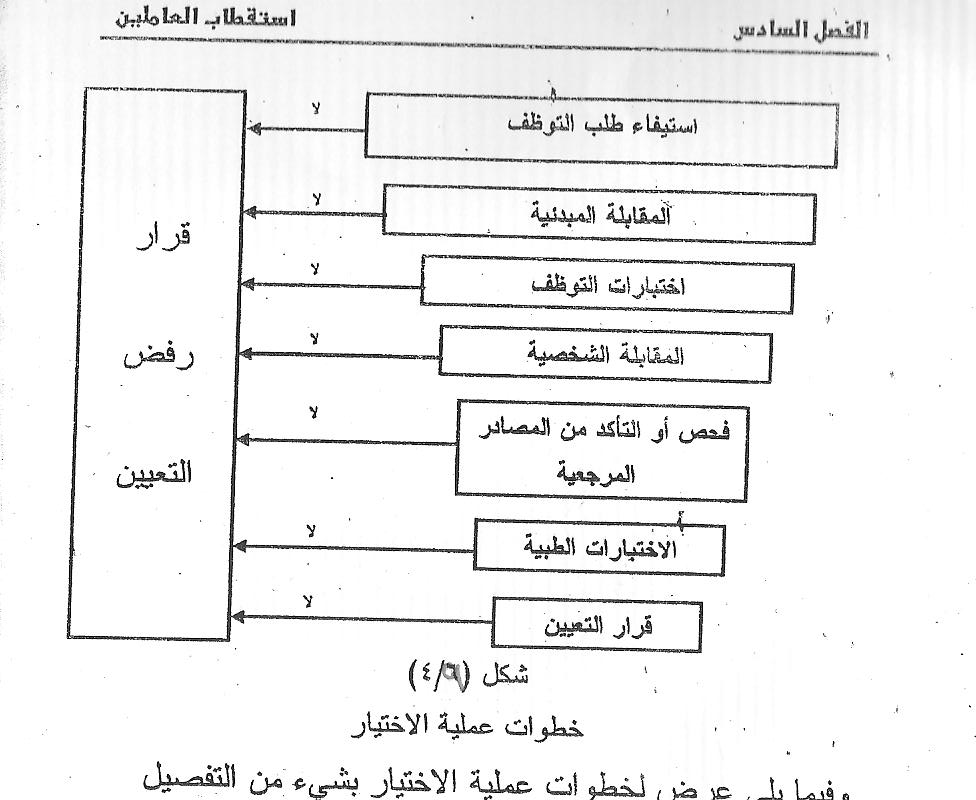 الفصل السادس
استقطاب العاملين
استيفاء طلب التوظف
لا
المقابلة المبدئية
لا
اختبارات التوظف
لا
المقابلة الشخصية
لا
فحص أو التأكد من المصادر
المرجعية
لا
الاختبارات الطبية
لا
قرار التعيين
لا
قرار
رفض
التعيين
شكل (٤/٦)
خطوات عملية الاختيار
وفيما يلي عرض لخطوات عملية الاختيار بشيء من التفصيل